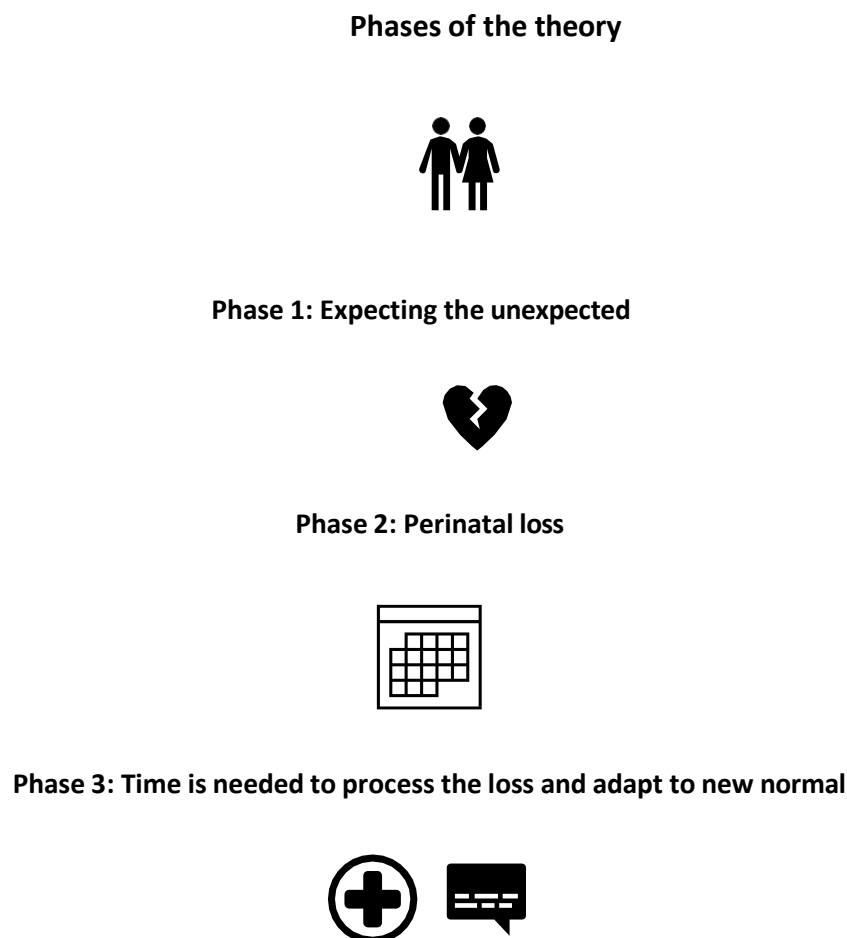 Phases of the theory
Phase 1: Expecting the unexpected
Phase 2: Perinatal loss
Phase 3: Time is needed to process the loss and adapt to new normal